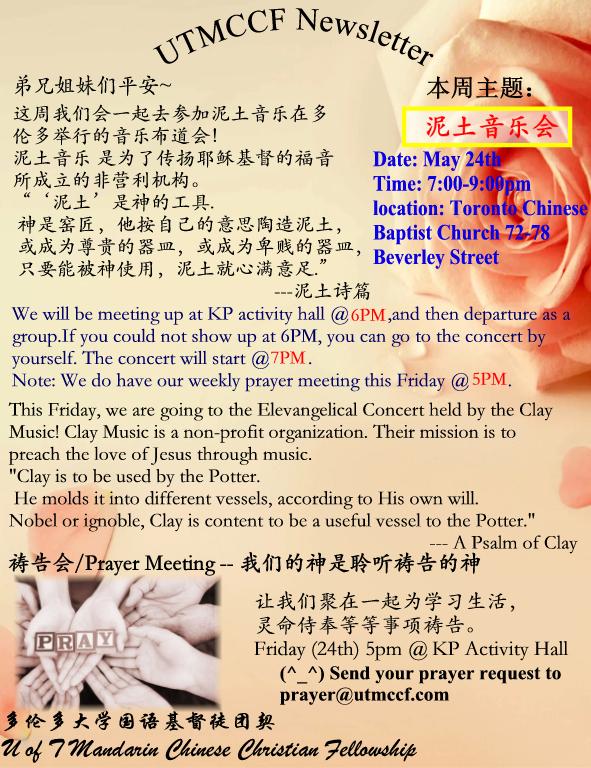 UTMCCF Newsletter
弟兄姐妹们平安~
这周我们会一起去参加泥土音乐在多
伦多举行的音乐布道会!
泥土音乐 是为了传扬耶稣基督的福音
所成立的非营利机构。
“‘泥土’是神的工具.
神是窑匠，他按自己的意思陶造泥土，
或成为尊贵的器皿，或成为卑贱的器皿，
只要能被神使用，泥土就心满意足.”
---泥土诗篇
本周主题：
泥土音乐会
Date: May 24th
Time: 7:00-9:00pm
location: Toronto Chinese
Baptist Church 72-78
Beverley Street
We will be meeting up at KP activity hall @6PM,and then departure as a
group.If you could not show up at 6PM, you can go to the concert by
yourself. The concert will start @7PM.
Note: We do have our weekly prayer meeting this Friday @5PM.
This Friday, we are going to the Elevangelical Concert held by the Clay
Music! Clay Music is a non-profit organization. Their mission is to
preach the love of Jesus through music.
"Clay is to be used by the Potter.
He molds it into different vessels, according to His own will.
Nobel or ignoble, Clay is content to be a useful vessel to the Potter."
--- A Psalm of Clay
祷告会/Prayer Meeting -- 我们的神是聆听祷告的神
PRAY
让我们聚在一起为学习生活，
灵命侍奉等等事项祷告。
Friday (24th) 5pm @ KP Activity Hall
(^_^) Send your prayer request to
prayer@utmccf.com
多伦多大学国语基督徒团契
U of T Mandarin Chinese Christian Fellowship